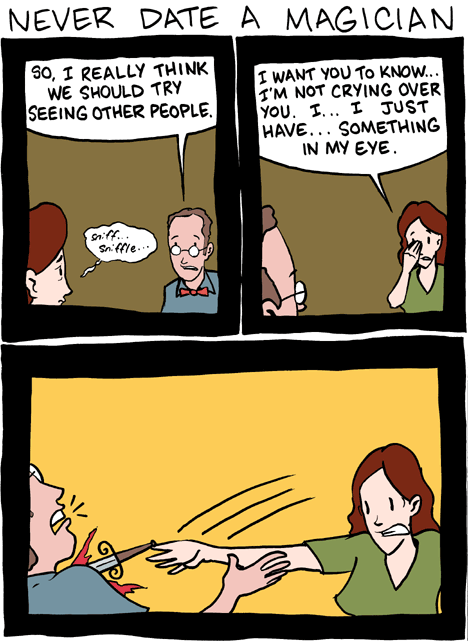 NEVER DATE A MAGICIAN
SO, I REALLY THINK
WE SHOULD TRY
SEEING OTHER PEOPLE.
sniff...
sniffle...
I WANT YOU TO KNOW...
I'M NOT CRYING OVER
YOU. I... I JUST
HAVE... SOMETHING
IN MY EYE.